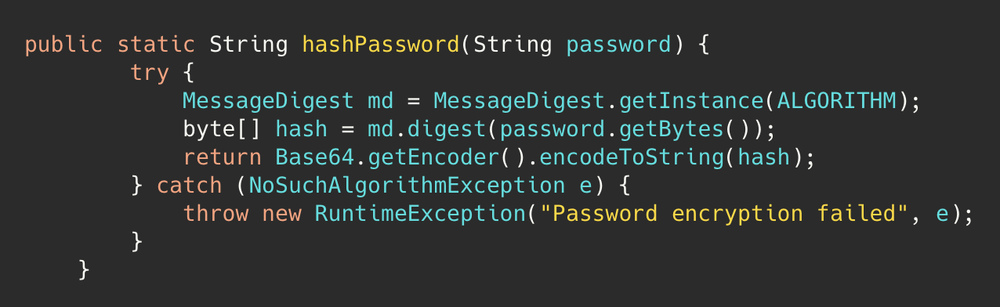 public static String hashPassword(String password) {
        try {
            MessageDigest md = MessageDigest.getInstance(ALGORITHM);
            byte[] hash = md.digest(password.getBytes());
            return Base64.getEncoder().encodeToString(hash);
        } catch (NoSuchAlgorithmException e) {
            throw new RuntimeException("Password encryption failed", e);
        }
    }